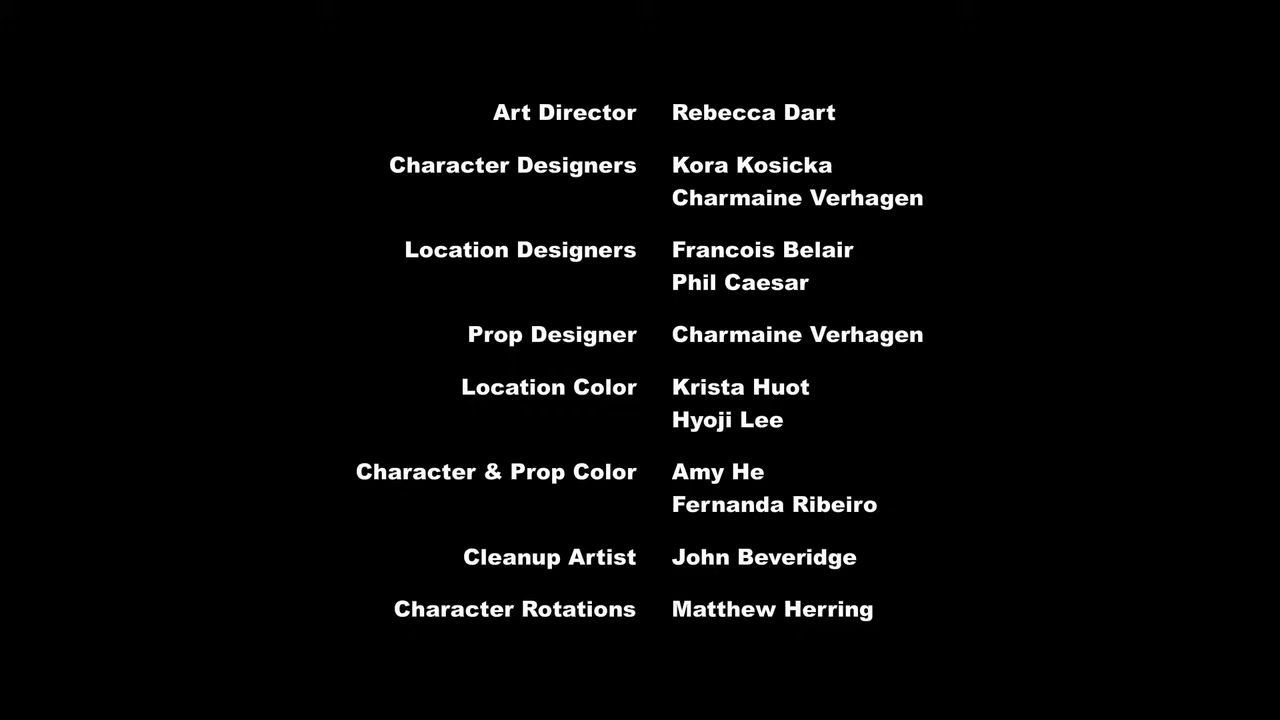 Art Director Rebecca Dart
Character Designers Kora Kosicka
Charmaine Verhagen
Location Designers Francois Belair
Phil Caesar
Prop Designer Charmaine Verhagen
Location Color Krista Huot
Hyoji Lee
Character & Prop Color Amy He
Fernanda Ribeiro
Cleanup Artist John Beveridge
Character Rotations Matthew Herring